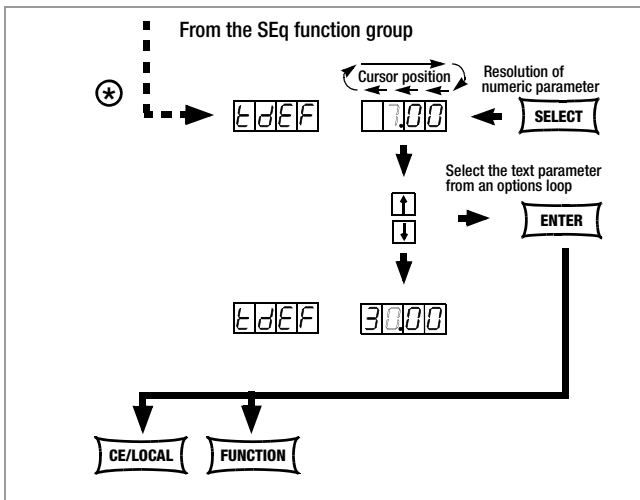 From the SEq function group
Cursor position
Resolution of
numeric parameter
*
tdEF
1.00
SELECT
Select the text parameter
from an options loop
ENTER
tdEF
30.00
CE/LOCAL
FUNCTION